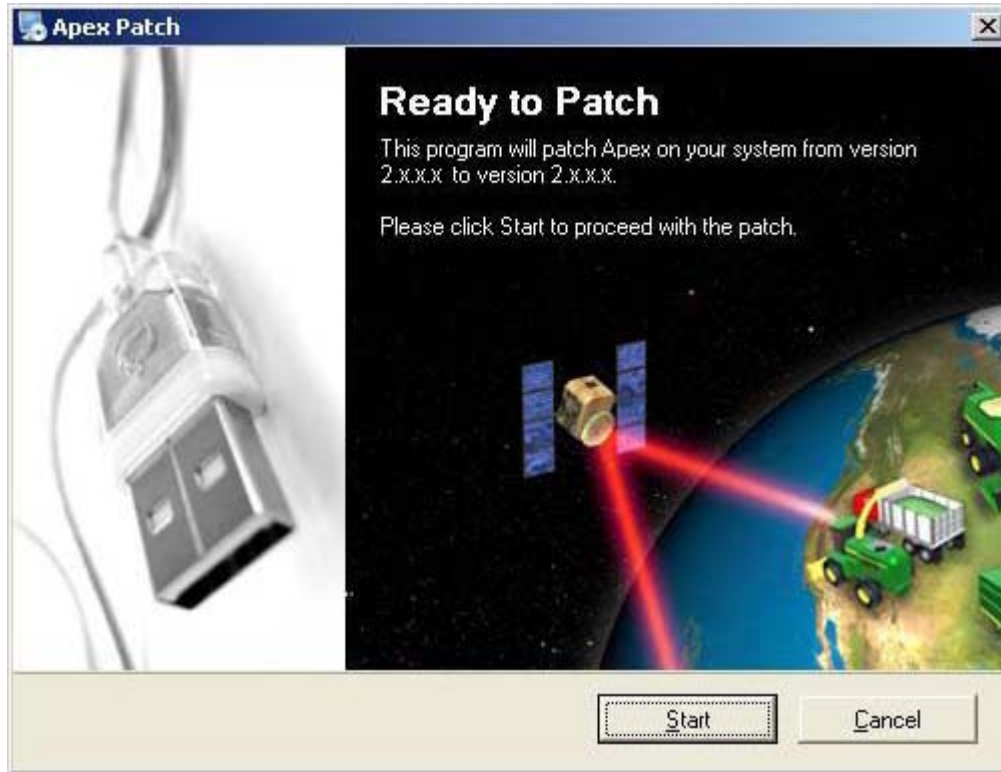 Apex Patch
Ready to Patch
This program will patch Apex on your system from version
2.x.x.x to version 2.x.x.x.
Please click Start to proceed with the patch.
Start
Cancel